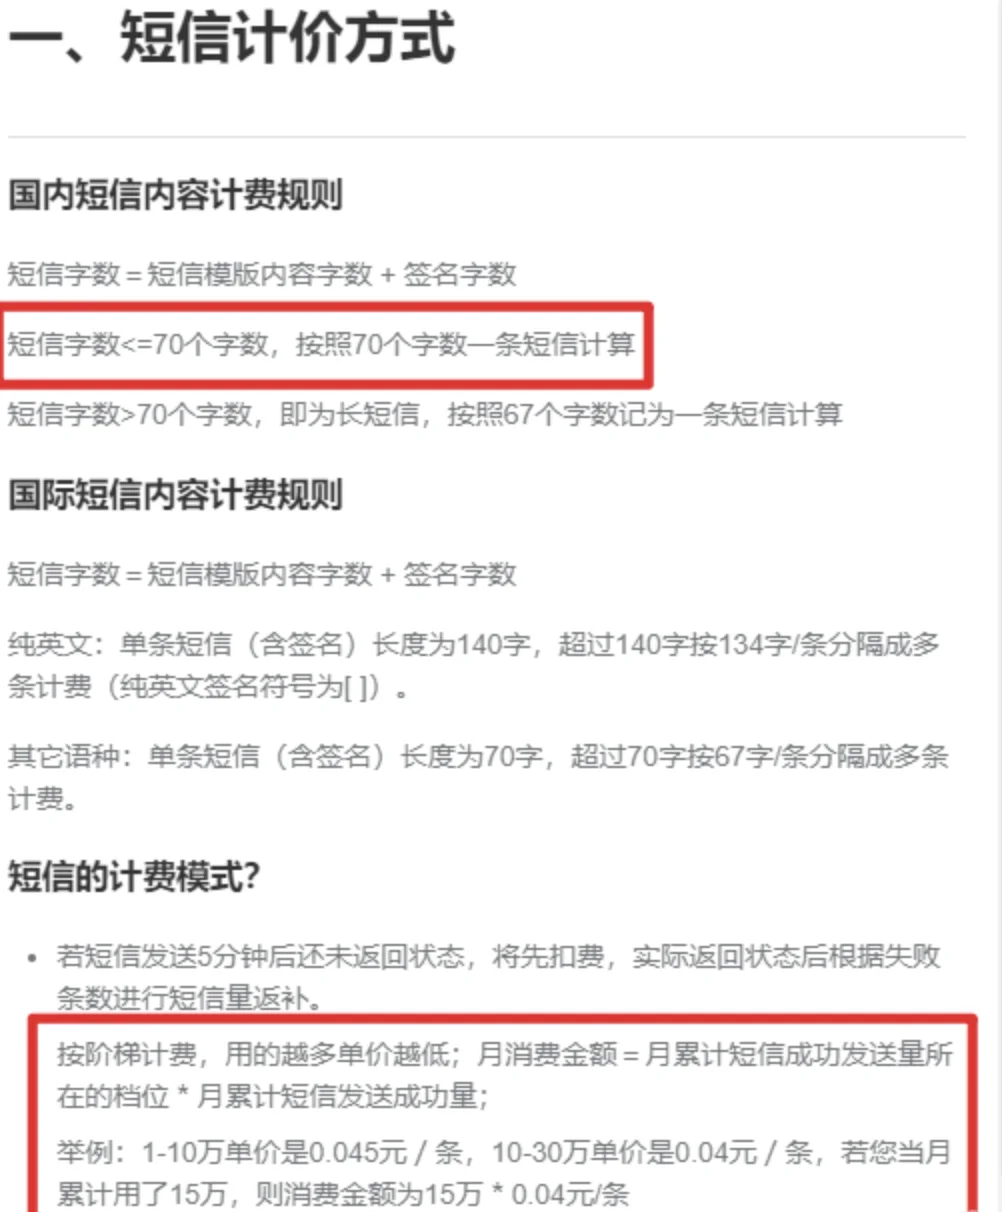 一、短信计价方式
国内短信内容计费规则
短信字数 = 短信模版内容字数 + 签名字数
短信字数<=70个字数，按照70个字数一条短信计算
短信字数>70个字数，即为长短信，按照67个字数记为一条短信计算
国际短信内容计费规则
短信字数 = 短信模版内容字数 + 签名字数
纯英文：单条短信（含签名）长度为140字，超过140字按134字/条分隔成多
条计费（纯英文签名符号为[ ]）。
其它语种：单条短信（含签名）长度为70字，超过70字按67字/条分隔成多条
计费。
短信的计费模式？
• 若短信发送5分钟后还未返回状态，将先扣费，实际返回状态后根据失败
条数进行短信量返补。
按阶梯计费，用的越多单价越低；月消费金额 = 月累计短信成功发送量所
在的档位 * 月累计短信发送成功量；
举例：1-10万单价是0.045元 / 条，10-30万单价是0.04元 / 条，若您当月
累计用了15万，则消费金额为15万 * 0.04元/条